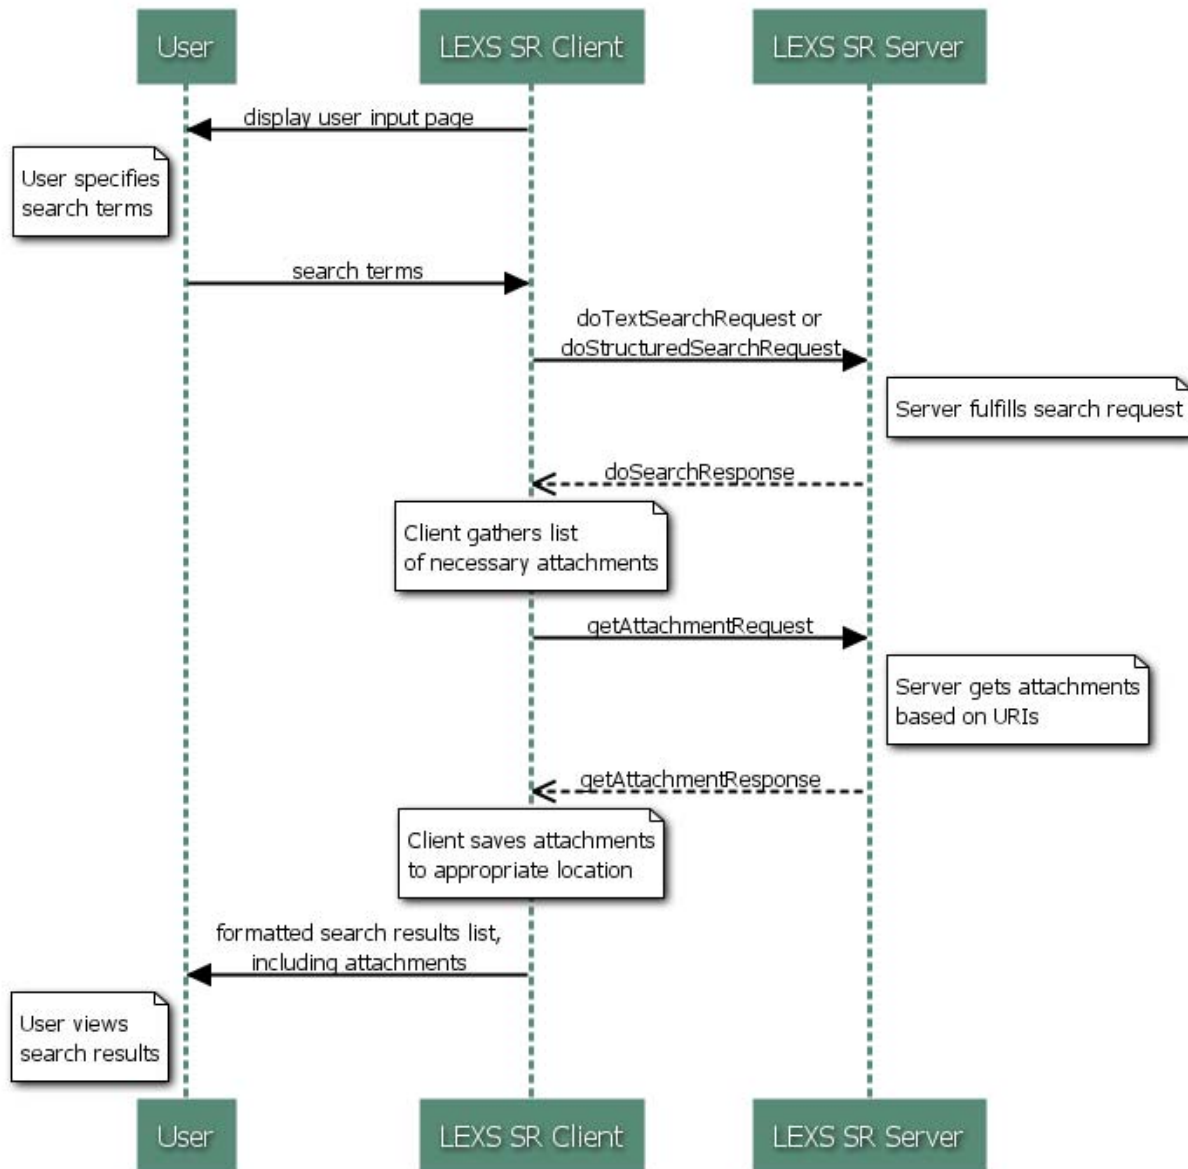 User
LEXS SR Client
LEXS SR Server
display user input page
User specifies
search terms
search terms
doTextSearchRequest or
doStructuredSearchRequest
Server fulfills search request
doSearchResponse
Client gathers list
of necessary attachments
getAttachmentRequest
Server gets attachments
based on URIs
getAttachmentResponse
Client saves attachments
to appropriate location
formatted search results list,
including attachments
User views
search results
User
LEXS SR Client
LEXS SR Server